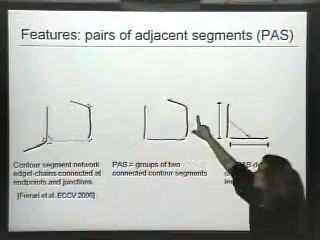 Features: pairs of adjacent segments (PAS)
Contour segment network
edgel-chains connected at
endpoints and junctions
[Ferrari et al. ECCV 2006]
PAS = groups of two
connected contour segments